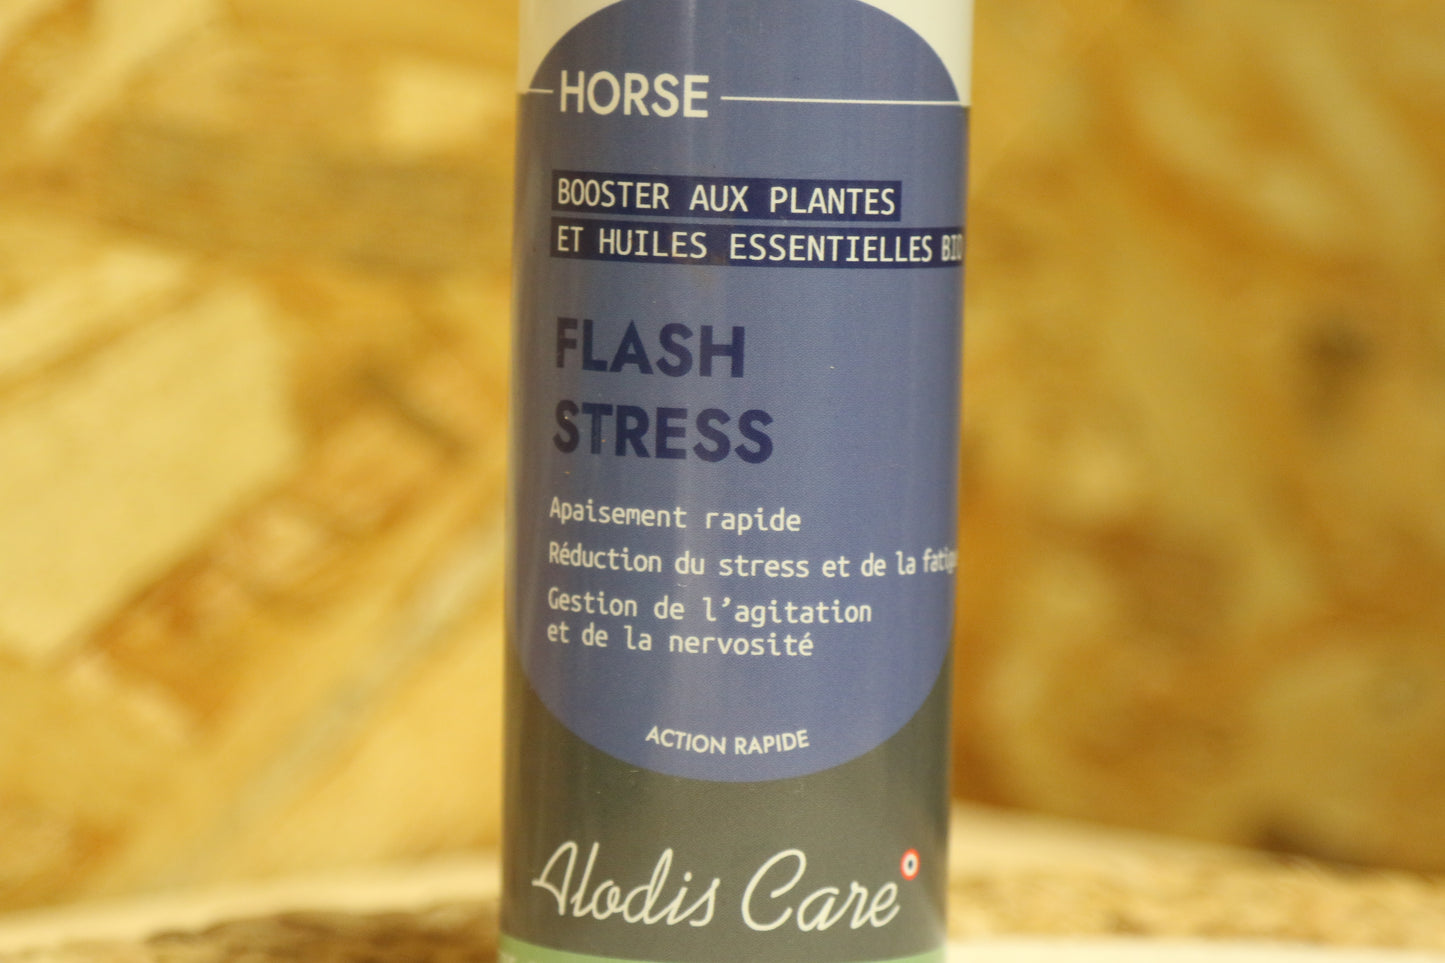 HORSE
BOOSTER AUX PLANTES
ET HUILES ESSENTIELLES BIO
FLASH
STRESS
Apaisement rapide
Réduction du stress et de la
Gestion de l'agitation
et de la nervosité
ACTION RAPIDE
Alodis Care